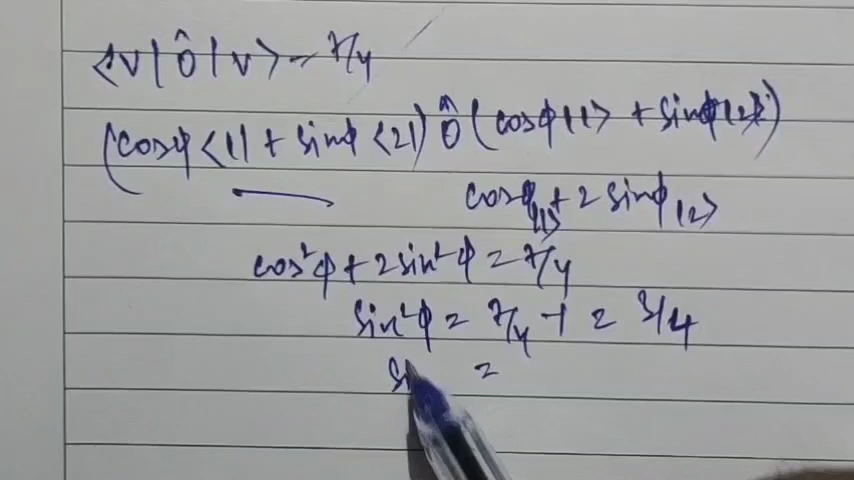 ⟨v|Ô|v⟩ = 7/4
(cosφ⟨1| + sinφ⟨2|) Ô (cosφ|1⟩ + sinφ|2⟩)
cosφ|1⟩ + 2 sinφ|2⟩
cos²φ + 2sin²φ = 7/4
sin²φ = 7/4 - 1 = 3/4
si =